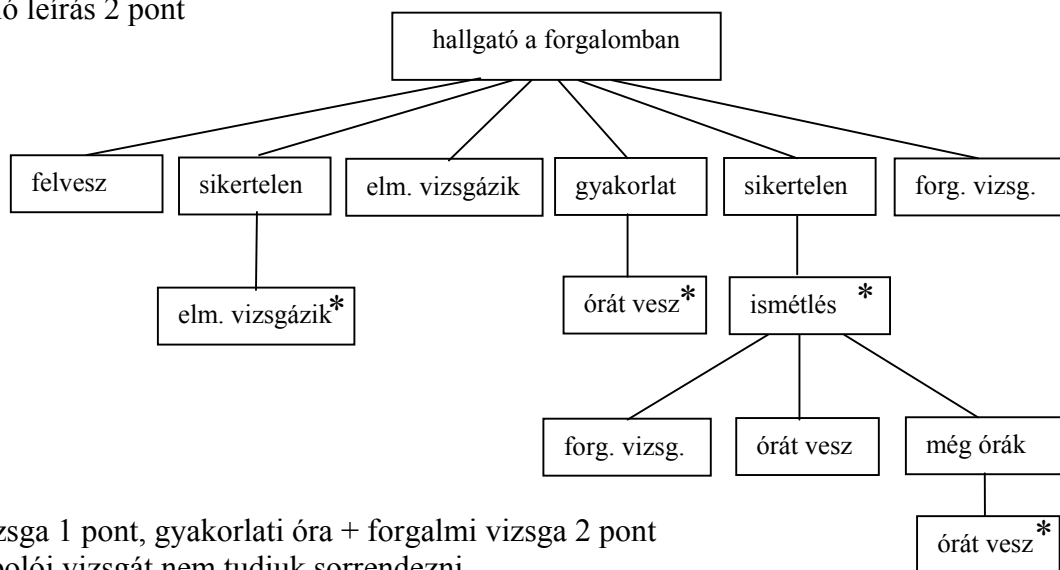 ó leírás 2 pont
hallgató a forgalomban
felvesz
sikertelen
elm. vizsgázik
gyakorlat
sikertelen
forg. vizsg.
elm. vizsgázik*
órát vesz*
ismétlés *
forg. vizsg.
órát vesz
még órák
zsga 1 pont, gyakorlati óra + forgalmi vizsga 2 pont
órát vesz*
polói vizsgát nem tudjuk sorrendezni